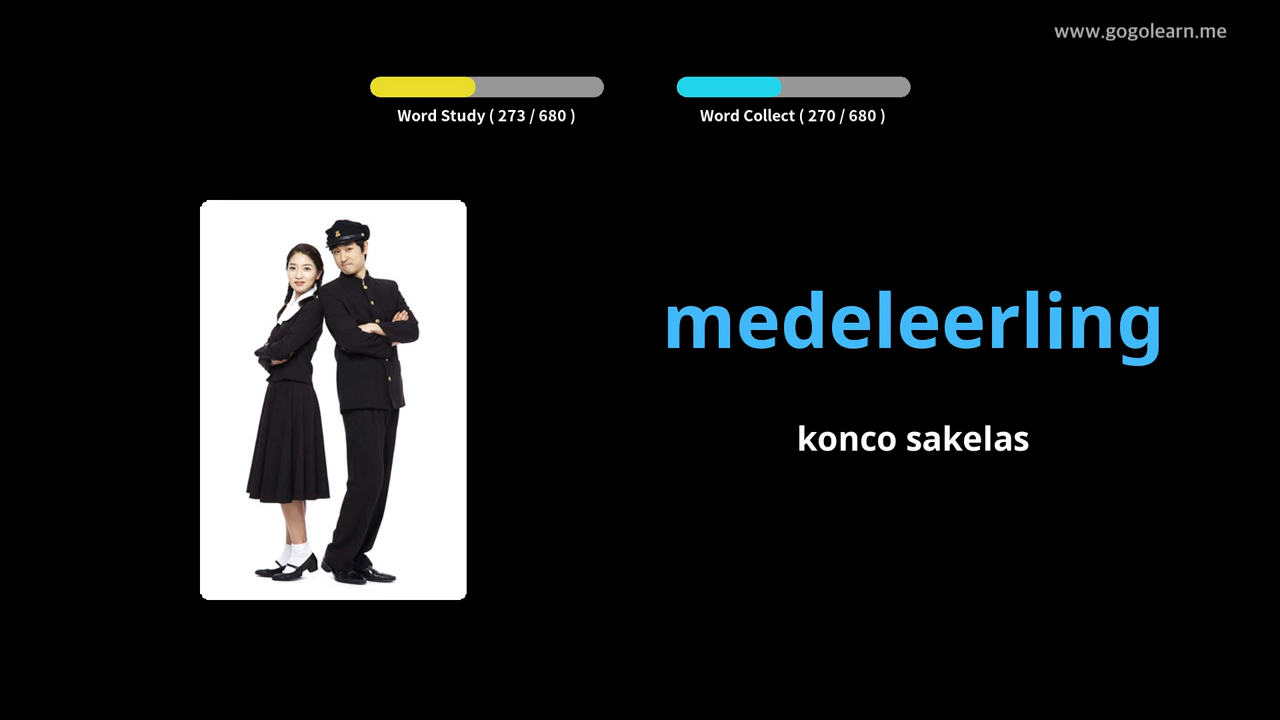 www.gogolearn.me
Word Study ( 273 / 680 )
Word Collect ( 270 / 680 )
medeleerling
konco sakelas